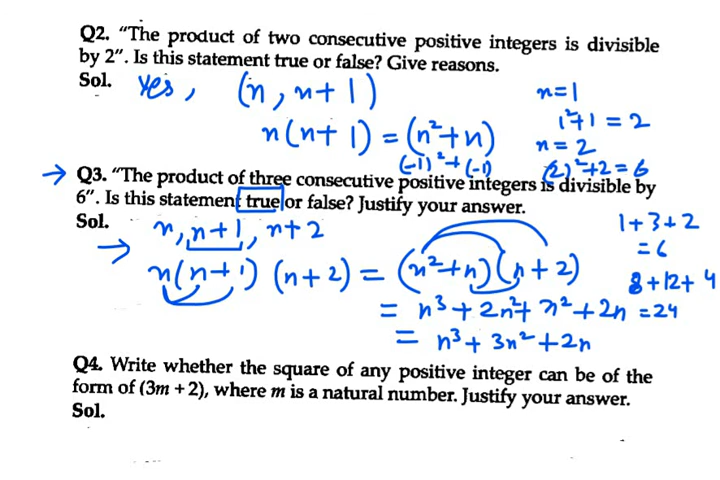 Q2. "The product of two consecutive positive integers is divisible
by 2". Is this statement true or false? Give reasons.
Sol. Yes, (n, n+1)
n=1
n(n+1) = (n²+n)
1²+1 = 2
n=2
(-1)²+(-1)
(2)²+2=6
→ Q3. "The product of three consecutive positive integers is divisible by
6". Is this statement true or false? Justify your answer.
Sol. n, n+1, n+2
1+3+2
=6
→ n(n+1)(n+2) = (n²+n)(n+2)
8+12+4
=24
= n³+2n²+n²+2n
= n³+3n²+2n
Q4. Write whether the square of any positive integer can be of the
form of (3m + 2), where m is a natural number. Justify your answer.
Sol.